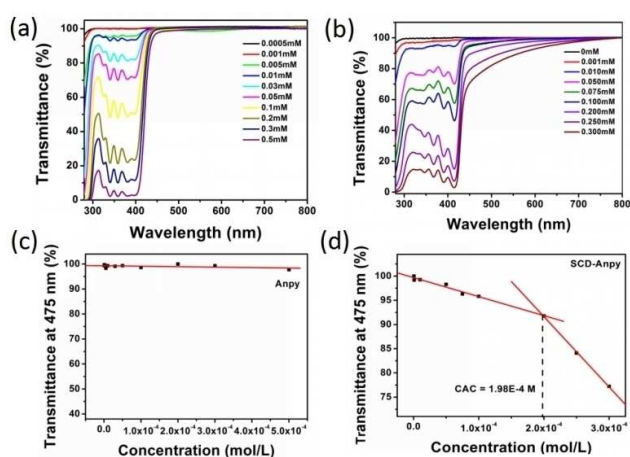 (a)
Transmittance (%)
100
80
60
40
20
0
0.0005mM
0.001mM
0.005mM
0.01mM
0.03mM
0.05mM
0.1mM
0.2mM
0.3mM
0.5mM
300 400 500 600 700 800
Wavelength (nm)
(b)
Transmittance (%)
100
80
60
40
20
0
0mM
0.001mM
0.010mM
0.050mM
0.075mM
0.100mM
0.200mM
0.250mM
0.300mM
300 400 500 600 700 800
Wavelength (nm)
(c)
Transmittance at 475 nm (%)
100
90
80
70
60
50
40
Anpy
0.0 1.0x10⁻⁴ 2.0x10⁻⁴ 3.0x10⁻⁴ 4.0x10⁻⁴ 5.0x10⁻⁴
Concentration (mol/L)
(d)
Transmittance at 475 nm (%)
100
95
90
85
80
75
SCD-Anpy
CAC = 1.98E-4 M
0.0 1.0x10⁻⁴ 2.0x10⁻⁴ 3.0x10⁻⁴
Concentration (mol/L)